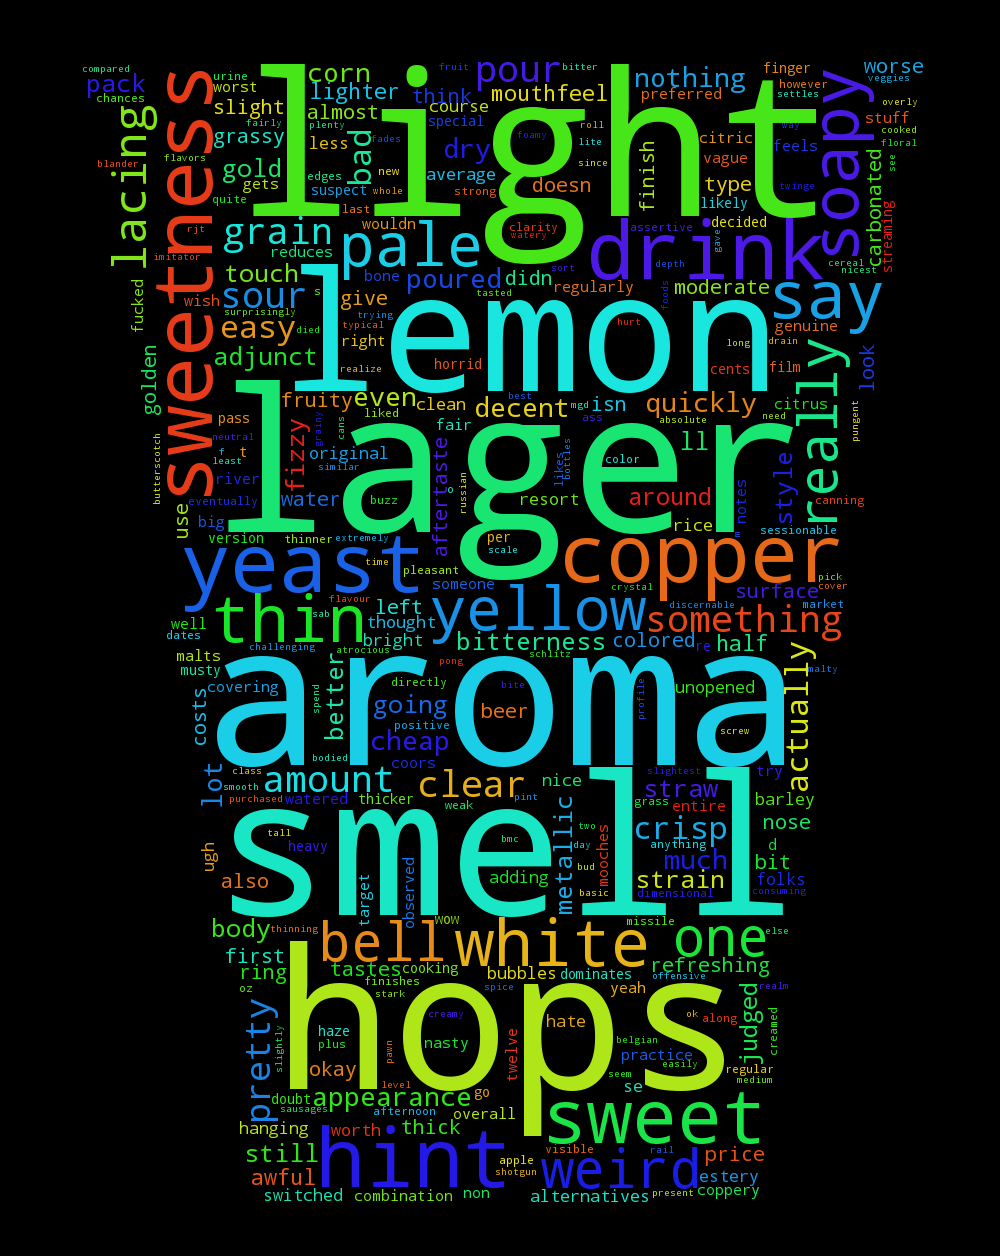 compared
fruit
bitter
pack
urine
corn
pour
nothing
finger
worse
chances
worst
lighter
think
mouthfeel
however
settles
veggies
light
slight
almost
course
preferred
overly
lacing
fairly
plenty
special
foamy
roll
citric
way
stuff
cooked
grassy
less
bad
dry
lite
vague
feels
floral
sweetness
soapy
blander
flavors
gold
edges
new
fades
average
since
finish
type
twinge
see
gets
suspect
whole
strong
doesn
likely
carbonated
quite
last
streaming
rjt
grain
wouldn
clarity
watery
assertive
decided
gave
imitator
reduces
pale
drink
sort
depth
cereal
nicest
touch
bone
poured
didn
tasted
regularly
foods
moderate
say
fucked
wish
sour
s
give
surprisingly
trying
typical
hurt
genuine
easy
died
right
lemon
long
drain
golden
adjunct
realize
horrid
cents
film
look
really
fruity
even
clean
best
decent
mgd
isn
quickly
citrus
pass
liked
fair
ass
absolute
need
pungent
butterscotch
neutral
fizzy
grainy
cans
lager
ll
f
t
least
original
similar
aftertaste
likes
bottles
color
style
river
russian
eventually
water
buzz
o
resort
around
notes
canning
use
big
rice
m
sessionable
version
thinner
extremely
per
scale
yeast
time
pleasant
copper
someone
crystal
surface
pick
cover
thin
flavour
sab
left
yellow
discernable
market
well
thought
something
dates
challenging
bright
bitterness
colored
re
half
malts
atrocious
schlitz
musty
better
aroma
pong
actually
malty
covering
spend
directly
bite
profile
unopened
costs
going
beer
positive
cheap
screw
bodied
coors
lot
class
smooth
amount
clear
nice
slightest
try
purchased
watered
thicker
weak
pint
straw
grass
entire
barley
smell
tall
metallic
crisp
nose
ugh
heavy
bmc
two
day
mooches
anything
d
much
bit
also
target
observed
adding
bud
basic
strain
folks
dimensional
consuming
body
thinning
bell
wow
white
missile
one
else
first
ring
tastes
cooking
bubbles
dominates
refreshing
oz
finishes
stark
spice
yeah
offensive
realm
hops
pretty
slightly
haze
plus
creamy
hate
ok
along
judged
creamed
nasty
twelve
belgian
practice
easily
okay
pawn
level
seem
regular
medium
doubt
appearance
go
se
sausages
afternoon
overall
sweet
hanging
worth
thick
still
hint
visible
rail
price
apple
shotgun
weird
awful
estery
switched
combination
non
alternatives
present
coppery